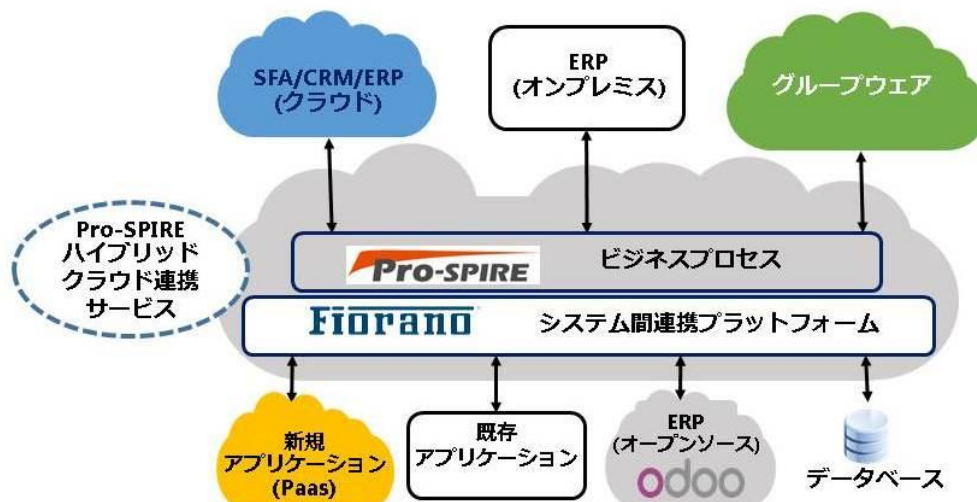 SFA/CRM/ERP
(クラウド)
ERP
(オンプレミス)
グループウェア
Pro-SPIRE
ハイブリッド
クラウド連携
サービス
Pro-SPIRE
ビジネスプロセス
Fiorano
システム間連携プラットフォーム
新規
アプリケーション
(Paas)
既存
アプリケーション
ERP
(オープンソース)
odoo
データベース